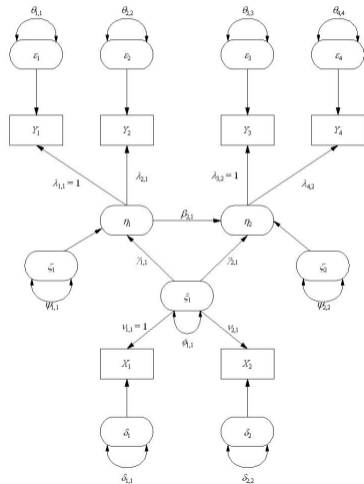 θ1,1 θ2,2 θ3,3 θ4,4
ε1 ε2 ε3 ε4
Y1 Y2 Y3 Y4
λ1,1 = 1 λ2,1 λ3,2 = 1 λ4,2
η1 β2,1 η2
γ1,1 γ2,1
ζ1 ξ1 ζ2
ψ1,1 φ1,1 ψ2,2
ν1,1 = 1 ν2,1
X1 X2
δ1 δ2
δ1,1 δ2,2